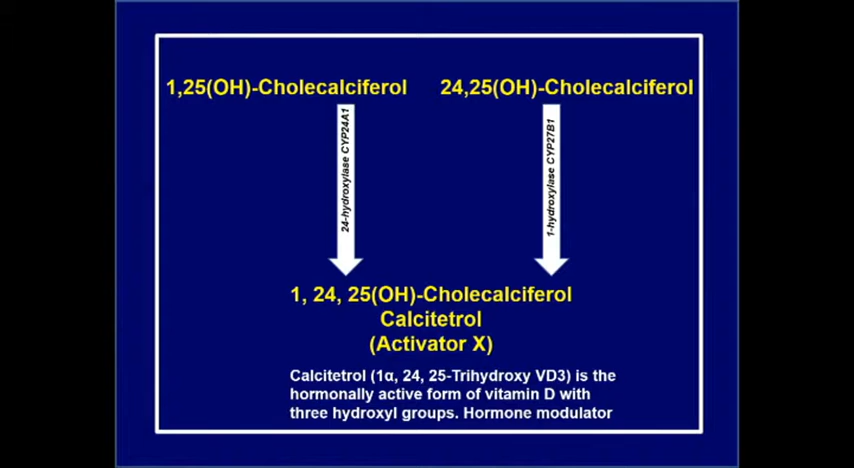 1,25(OH)-Cholecalciferol
24,25(OH)-Cholecalciferol
24-hydroxylase CYP24A1
1-hydroxylase CYP27B1
1, 24, 25(OH)-Cholecalciferol
Calcitetrol
(Activator X)
Calcitetrol (1α, 24, 25-Trihydroxy VD3) is the
hormonally active form of vitamin D with
three hydroxyl groups. Hormone modulator